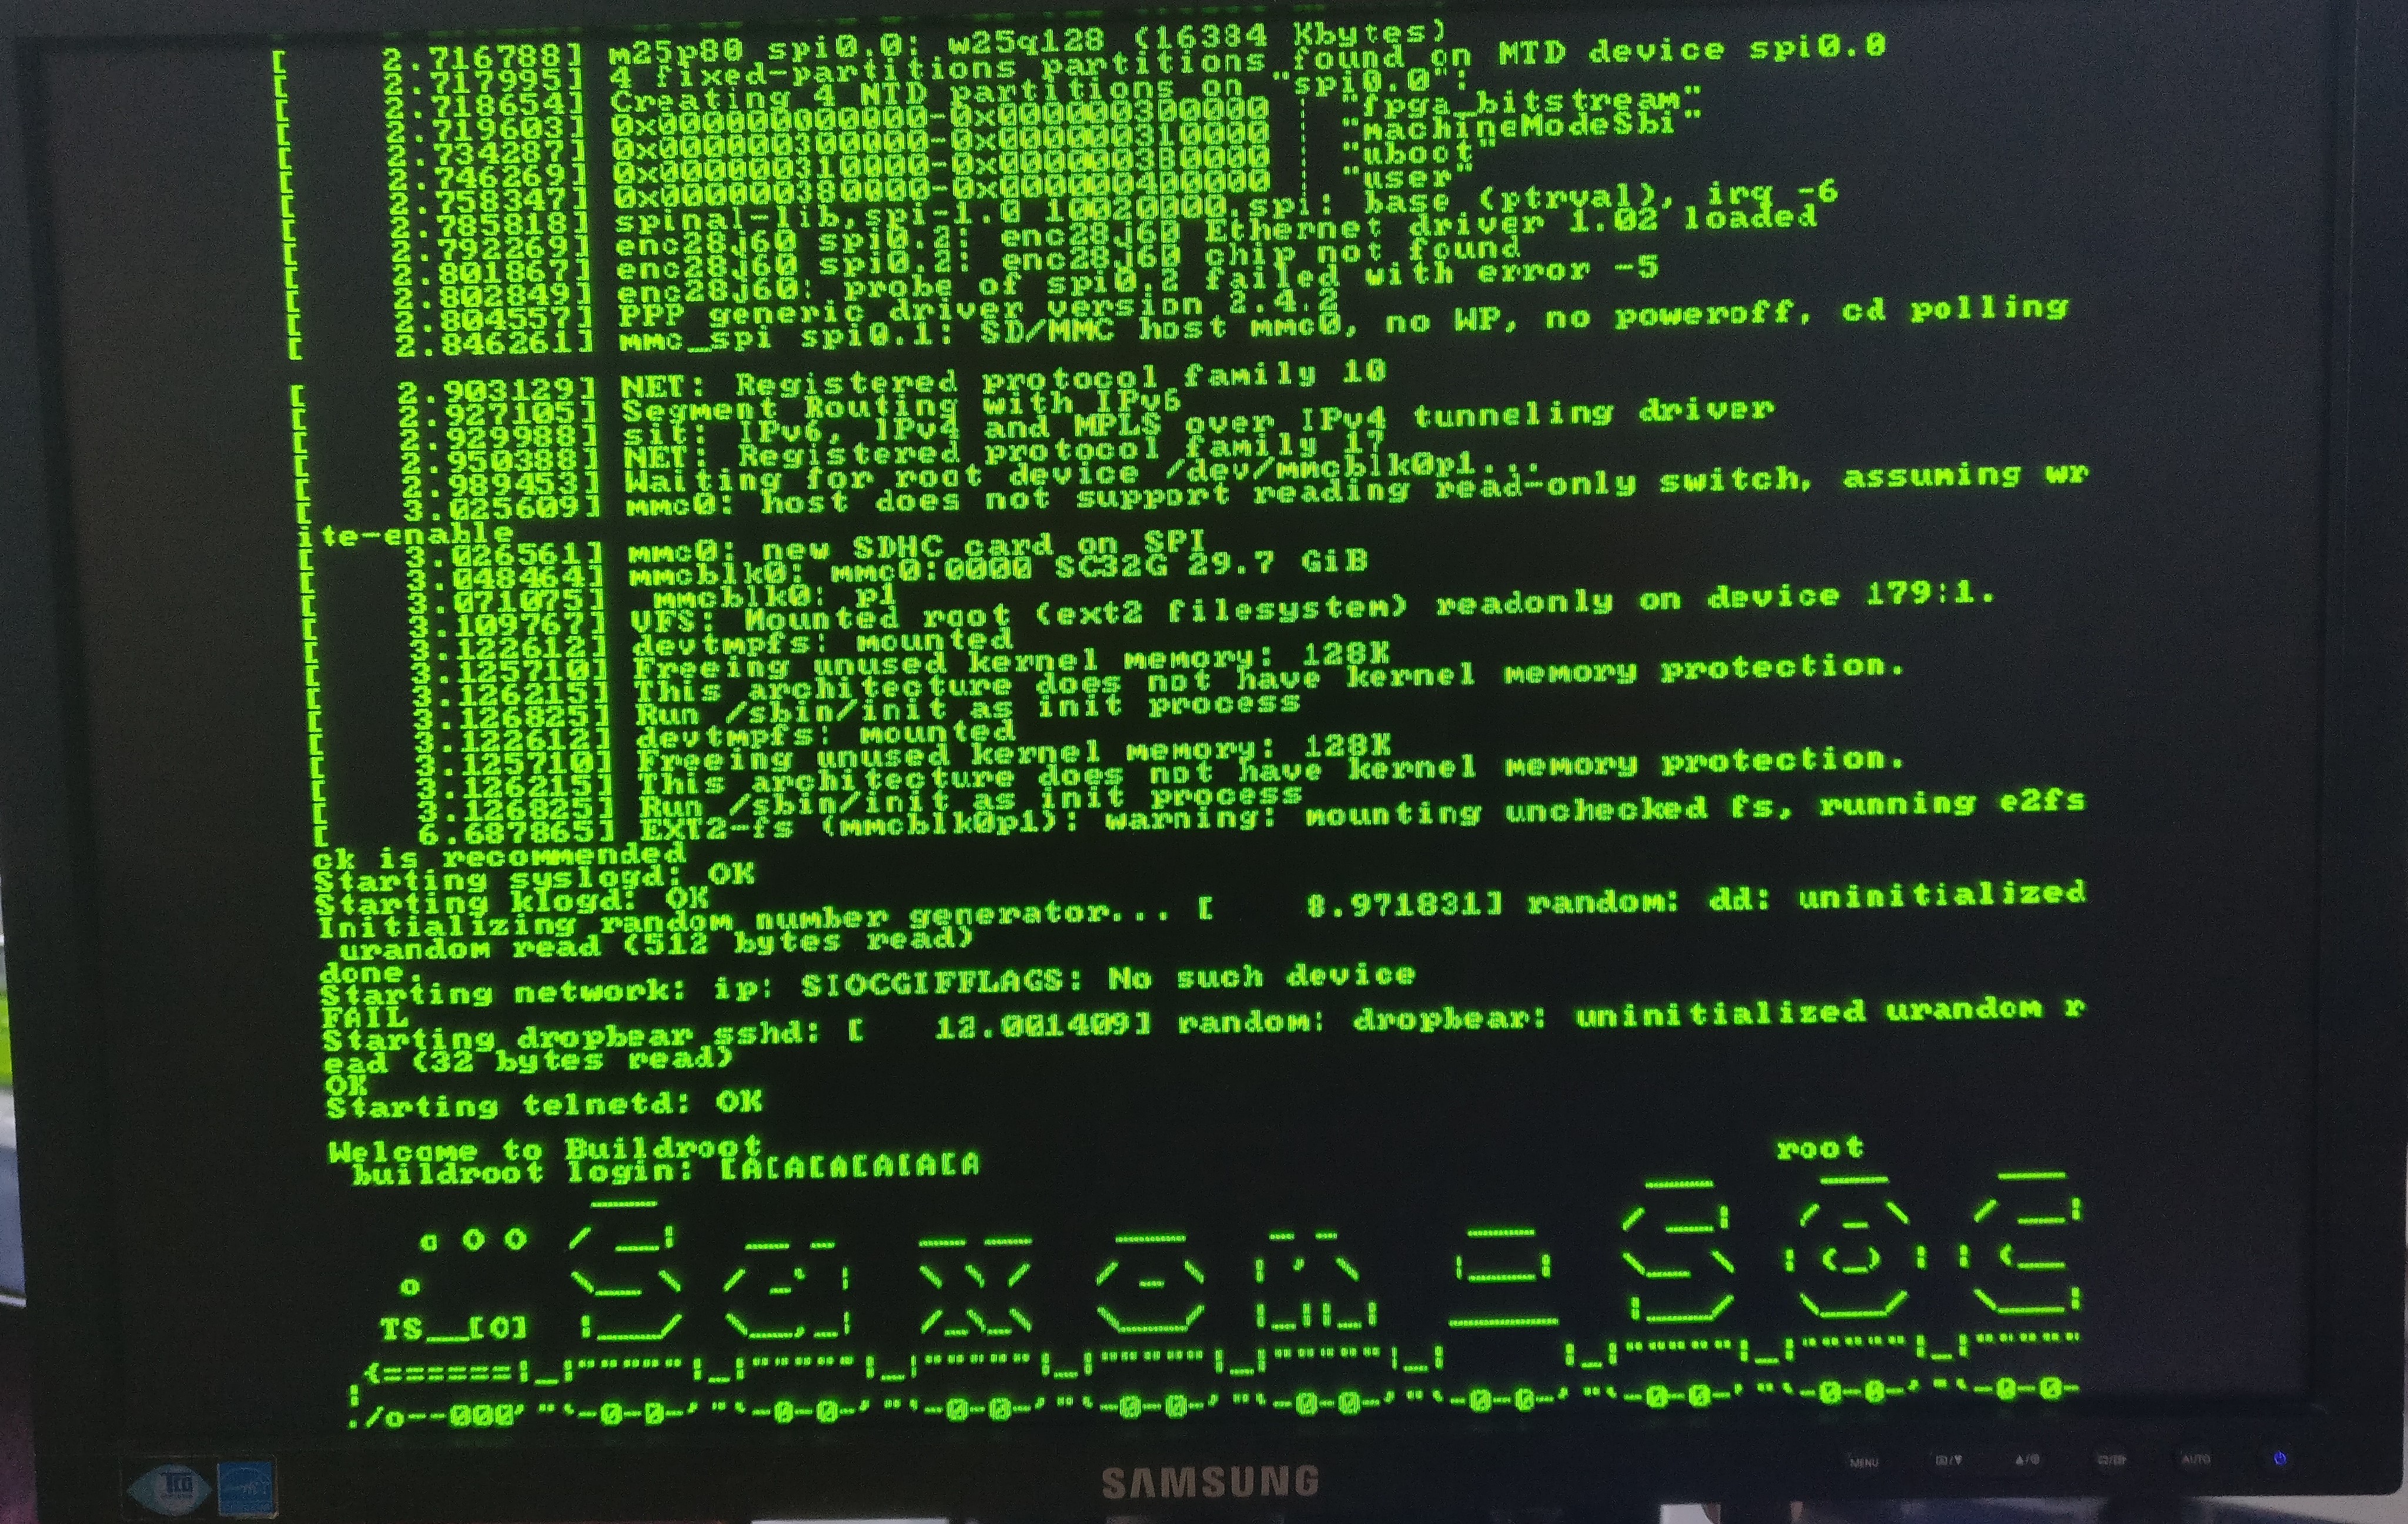 [    2.716788] m25p80 spi0.0: w25q128 (16384 Kbytes)
[    2.717995] 4 fixed-partitions partitions found on MTD device spi0.0
[    2.718654] Creating 4 MTD partitions on "spi0.0":
[    2.719603] 0x000000000000-0x000000300000 : "fpga_bitstream"
[    2.734287] 0x000000300000-0x000000310000 : "machineModeSbi"
[    2.746269] 0x000000310000-0x000000380000 : "uboot"
[    2.758347] 0x000000380000-0x000000400000 : "user"
[    2.785818] spinal-lib,spi-1.0 10020000.spi: base (ptrval), irq -6
[    2.792269] enc28j60 spi0.2: enc28j60 Ethernet driver 1.02 loaded
[    2.801867] enc28j60 spi0.2: enc28j60 chip not found
[    2.802849] enc28j60: probe of spi0.2 failed with error -5
[    2.804557] PPP generic driver version 2.4.2
[    2.846261] mmc_spi spi0.1: SD/MMC host mmc0, no WP, no poweroff, cd polling
[    2.903129] NET: Registered protocol family 10
[    2.927105] Segment Routing with IPv6
[    2.929988] sit: IPv6, IPv4 and MPLS over IPv4 tunneling driver
[    2.950388] NET: Registered protocol family 17
[    2.989453] Waiting for root device /dev/mmcblk0p1...
[    3.025609] mmc0: host does not support reading read-only switch, assuming wr
ite-enable
[    3.026561] mmc0: new SDHC card on SPI
[    3.048464] mmcblk0: mmc0:0000 SC32G 29.7 GiB
[    3.071075]  mmcblk0: p1
[    3.109767] VFS: Mounted root (ext2 filesystem) readonly on device 179:1.
[    3.122612] devtmpfs: mounted
[    3.125710] Freeing unused kernel memory: 128K
[    3.126215] This architecture does not have kernel memory protection.
[    3.126825] Run /sbin/init as init process
[    3.122612] devtmpfs: mounted
[    3.125710] Freeing unused kernel memory: 128K
[    3.126215] This architecture does not have kernel memory protection.
[    3.126825] Run /sbin/init as init process
[    6.687865] EXT2-fs (mmcblk0p1): warning: mounting unchecked fs, running e2fs
ck is recommended
Starting syslogd: OK
Starting klogd: OK
Initializing random number generator... [    8.971831] random: dd: uninitialized
 urandom read (512 bytes read)
done.
Starting network: ip: SIOCGIFFLAGS: No such device
FAIL
Starting dropbear sshd: [   12.001409] random: dropbear: uninitialized urandom r
ead (32 bytes read)
OK
Starting telnetd: OK
Welcome to Buildroot
buildroot login: [A[A[A[A[A[A root
o o o
o
TS__[O]
Saxon SoC
SAMSUNG
MENU
AUTO